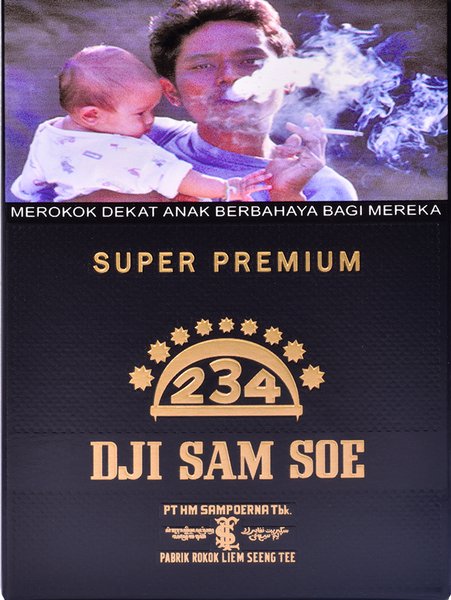 MEROKOK DEKAT ANAK BERBAHAYA BAGI MEREKA
SUPER PREMIUM
234
DJI SAM SOE
PT HM SAMPOERNA Tbk.
PABRIK ROKOK LIEM SEENG TEE